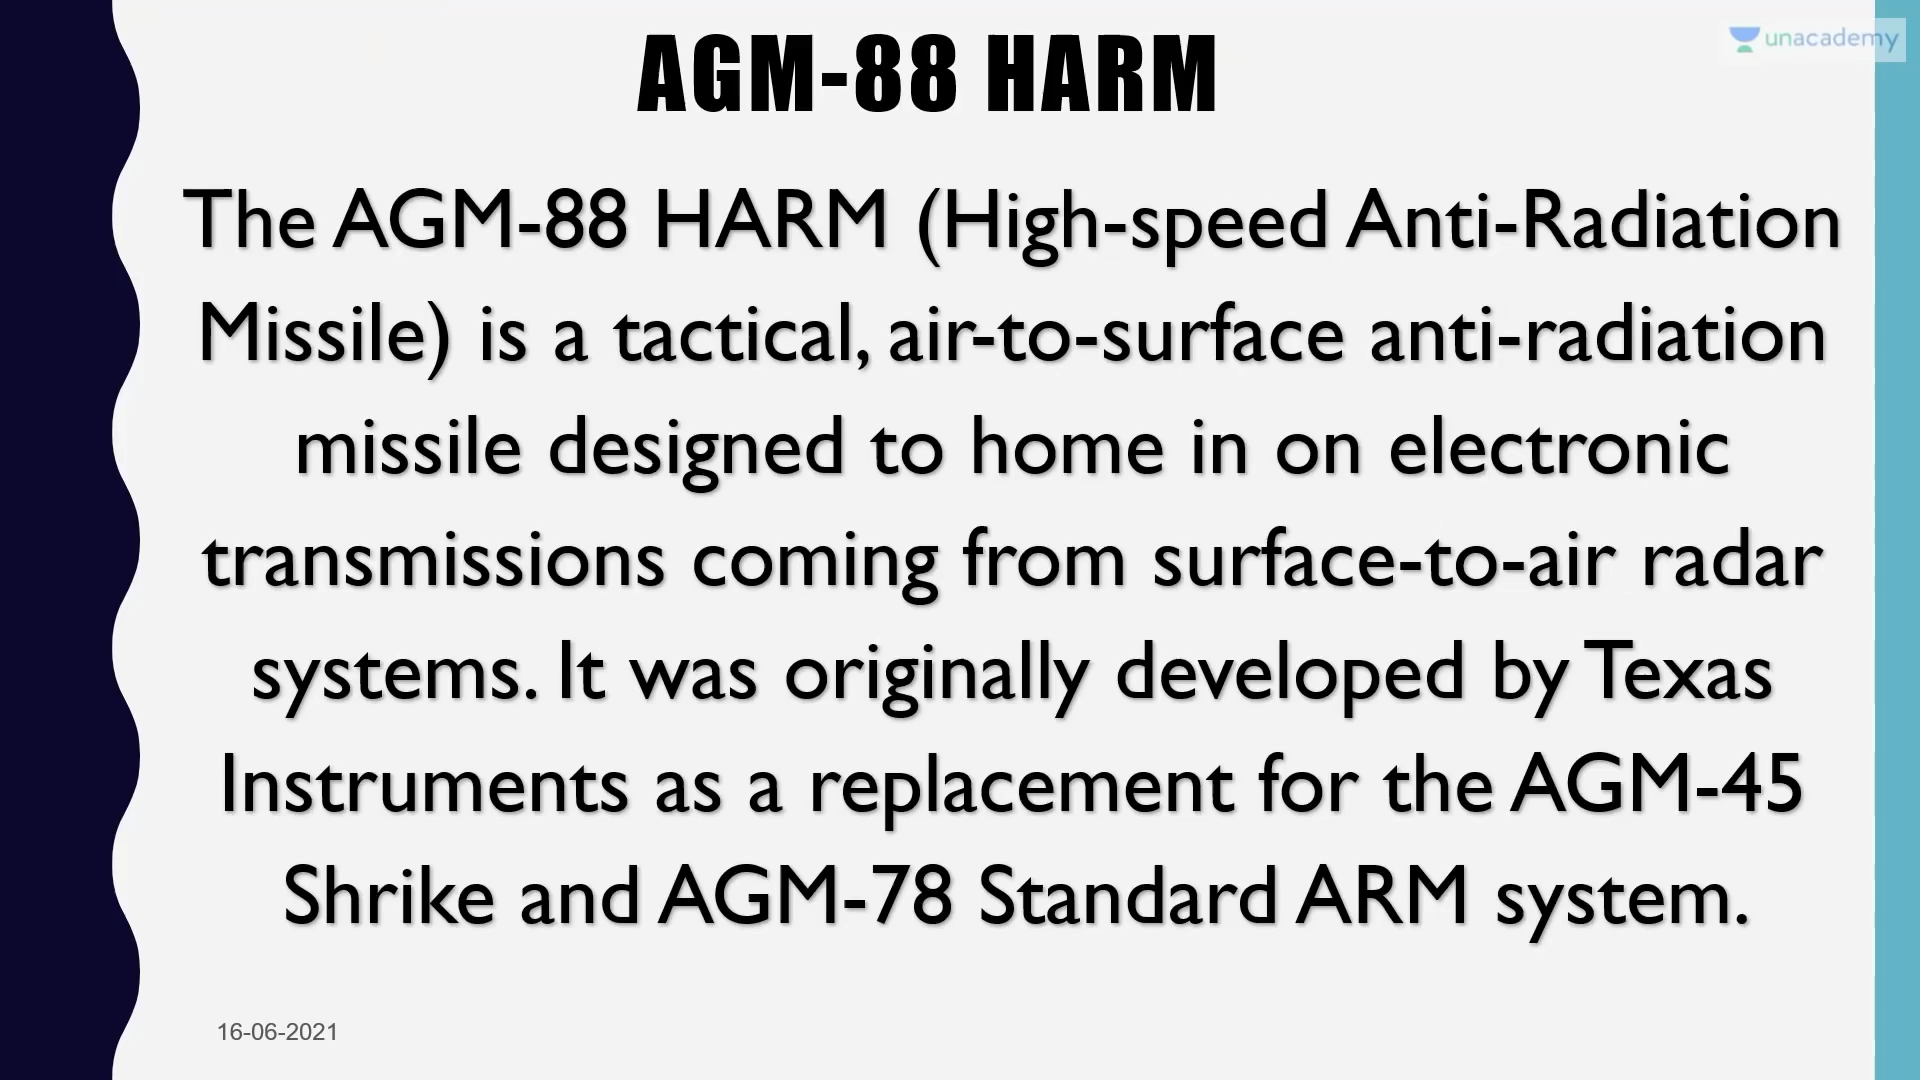 unacademy
AGM-88 HARM
The AGM-88 HARM (High-speed Anti-Radiation
Missile) is a tactical, air-to-surface anti-radiation
missile designed to home in on electronic
transmissions coming from surface-to-air radar
systems. It was originally developed by Texas
Instruments as a replacement for the AGM-45
Shrike and AGM-78 Standard ARM system.
16-06-2021